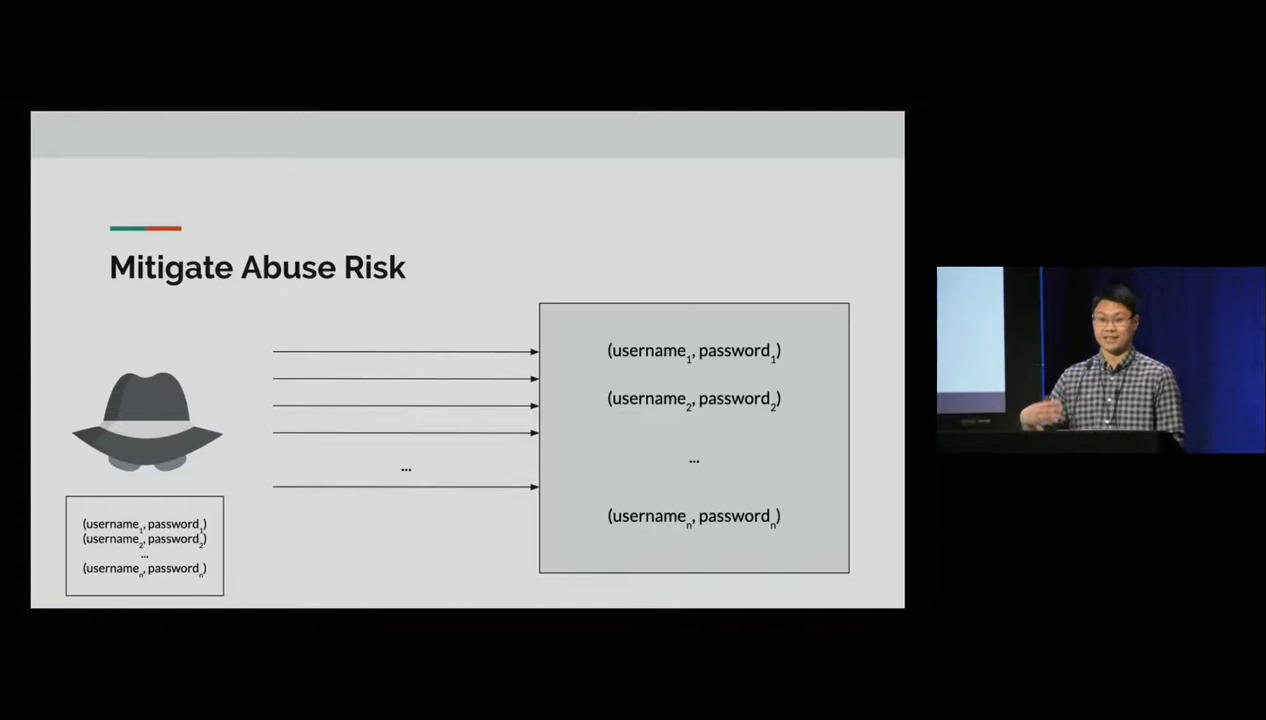 Mitigate Abuse Risk
(username1, password1)
(username2, password2)
...
(usernamen, passwordn)
...
(username1, password1)
(username2, password2)
...
(usernamen, passwordn)